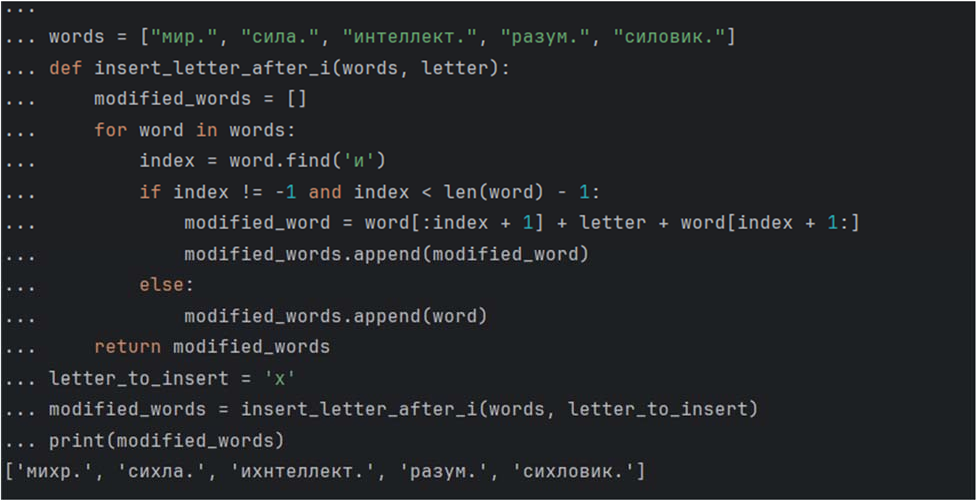 ...
... words = ["мир.", "сила.", "интеллект.", "разум.", "силовик."]
... def insert_letter_after_i(words, letter):
...     modified_words = []
...     for word in words:
...         index = word.find('и')
...         if index != -1 and index < len(word) - 1:
...             modified_word = word[:index + 1] + letter + word[index + 1:]
...             modified_words.append(modified_word)
...         else:
...             modified_words.append(word)
...     return modified_words
... letter_to_insert = 'х'
... modified_words = insert_letter_after_i(words, letter_to_insert)
... print(modified_words)
['михр.', 'сихла.', 'ихнтеллект.', 'разум.', 'сихловик.']